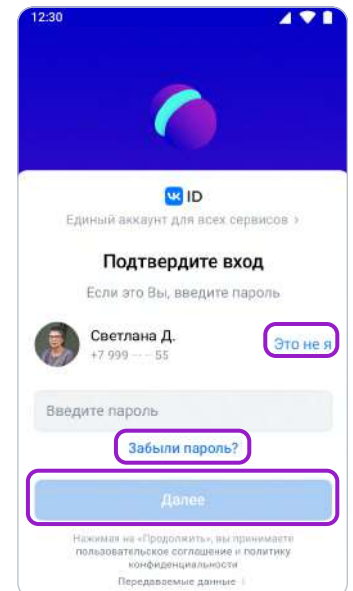 12:30
VK ID
Единый аккаунт для всех сервисов ›
Подтвердите вход
Если это Вы, введите пароль
Светлана Д.
+7 999 ··· ·· 55
Это не я
Введите пароль
Забыли пароль?
Далее
Нажимая на «Продолжить», вы принимаете
пользовательское соглашение и политику
конфиденциальности
Передаваемые данные